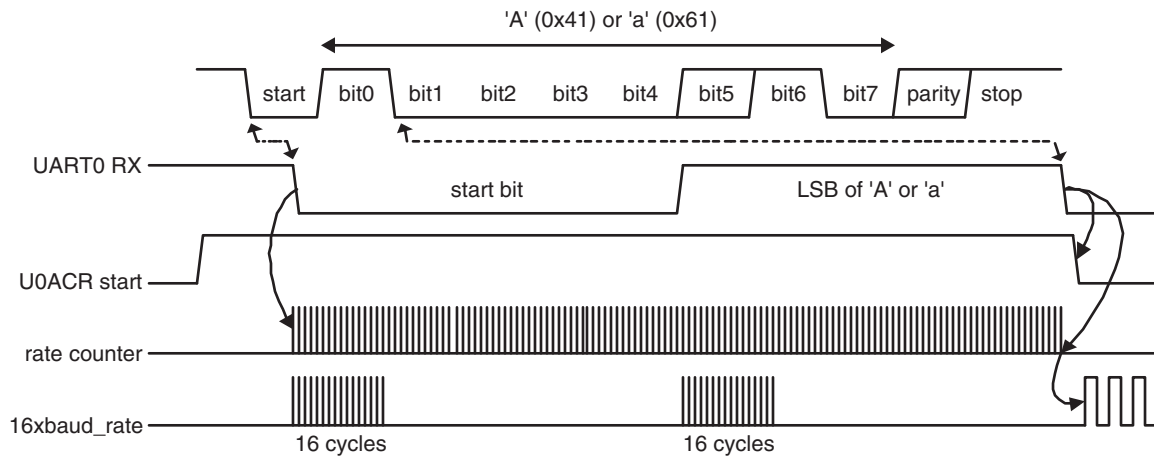 'A' (0x41) or 'a' (0x61)
start bit0 bit1 bit2 bit3 bit4 bit5 bit6 bit7 parity stop
UART0 RX
start bit
LSB of 'A' or 'a'
U0ACR start
rate counter
16xbaud_rate
16 cycles
16 cycles